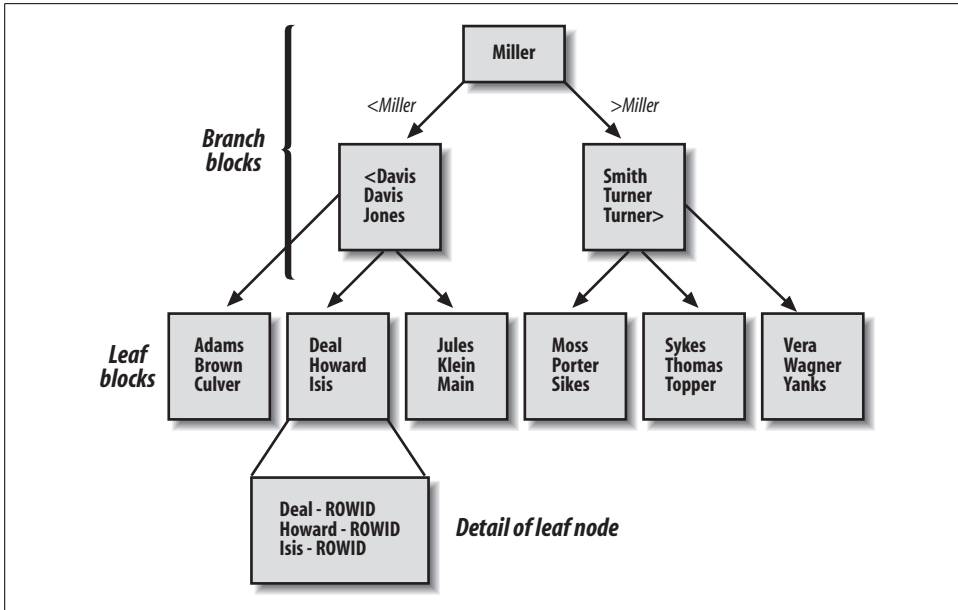 Miller
<Miller
>Miller
Branch
blocks
<Davis
Davis
Jones
Smith
Turner
Turner>
Leaf
blocks
Adams
Brown
Culver
Deal
Howard
Isis
Jules
Klein
Main
Moss
Porter
Sikes
Sykes
Thomas
Topper
Vera
Wagner
Yanks
Deal - ROWID
Howard - ROWID
Isis - ROWID
Detail of leaf node